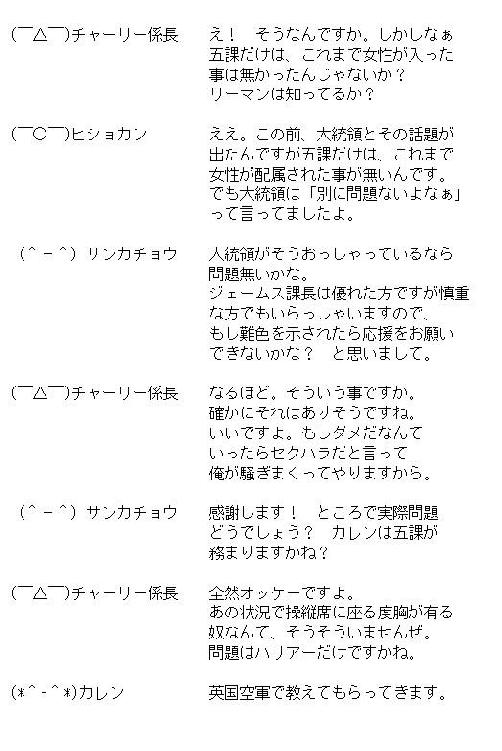 (￣△￣)チャーリー係長 え！　そうなんですか。しかしなぁ
五課だけは、これまで女性が入った
事は無かったんじゃないか？
リーマンは知ってるか？
(￣○￣)ヒショカン ええ。この前、大統領とその話題が
出たんですが五課だけは、これまで
女性が配属された事が無いんです。
でも大統領は「別に問題ないよなぁ」
って言ってましたよ。
(＾－＾) サンカチョウ 大統領がそうおっしゃっているなら
問題無いかな。
ジェームス課長は優れた方ですが慎重
な方でもいらっしゃいますので、
もし難色を示されたら応援をお願い
できないかな？　と思いまして。
(￣△￣)チャーリー係長 なるほど。そういう事ですか。
確かにそれはありそうですね。
いいですよ。もしダメだなんて
いったらセクハラだと言って
俺が騒ぎまくってやりますから。
(＾－＾) サンカチョウ 感謝します！　ところで実際問題
どうでしょう？　カレンは五課が
務まりますかね？
(￣△￣)チャーリー係長 全然オッケーですよ。
あの状況で操縦席に座る度胸が有る
奴なんて、そうそういませんぜ。
問題はハリアーだけですかね。
(*＾-＾*)カレン 英国空軍で教えてもらってきます。